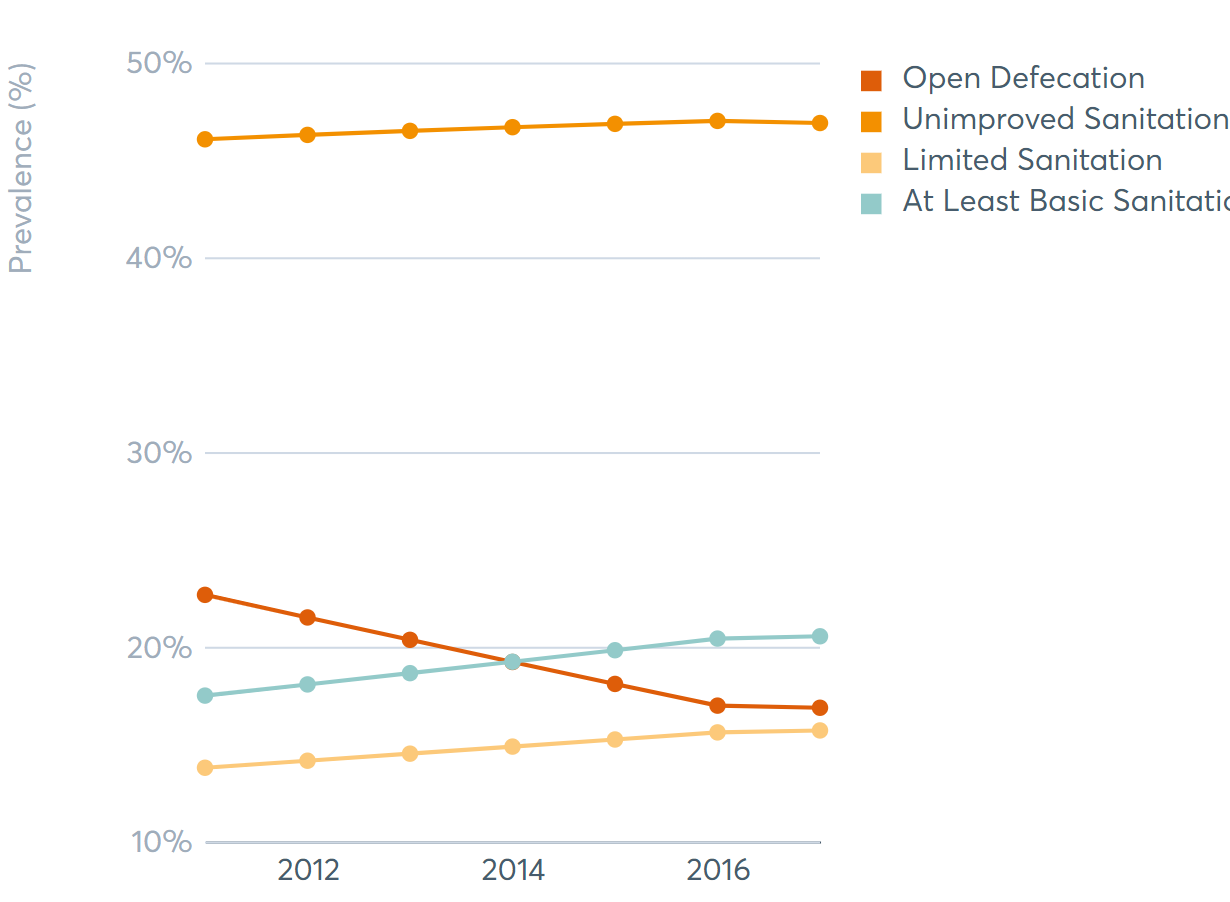 Prevalence (%)
50%
40%
30%
20%
10%
2012
2014
2016
Open Defecation
Unimproved Sanitation
Limited Sanitation
At Least Basic Sanitatio